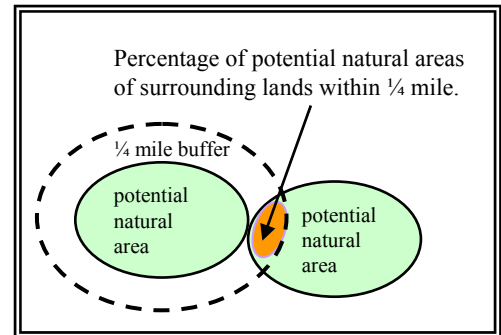 Percentage of potential natural areas
of surrounding lands within ¼ mile.
¼ mile buffer
potential
natural
area
potential
natural
area